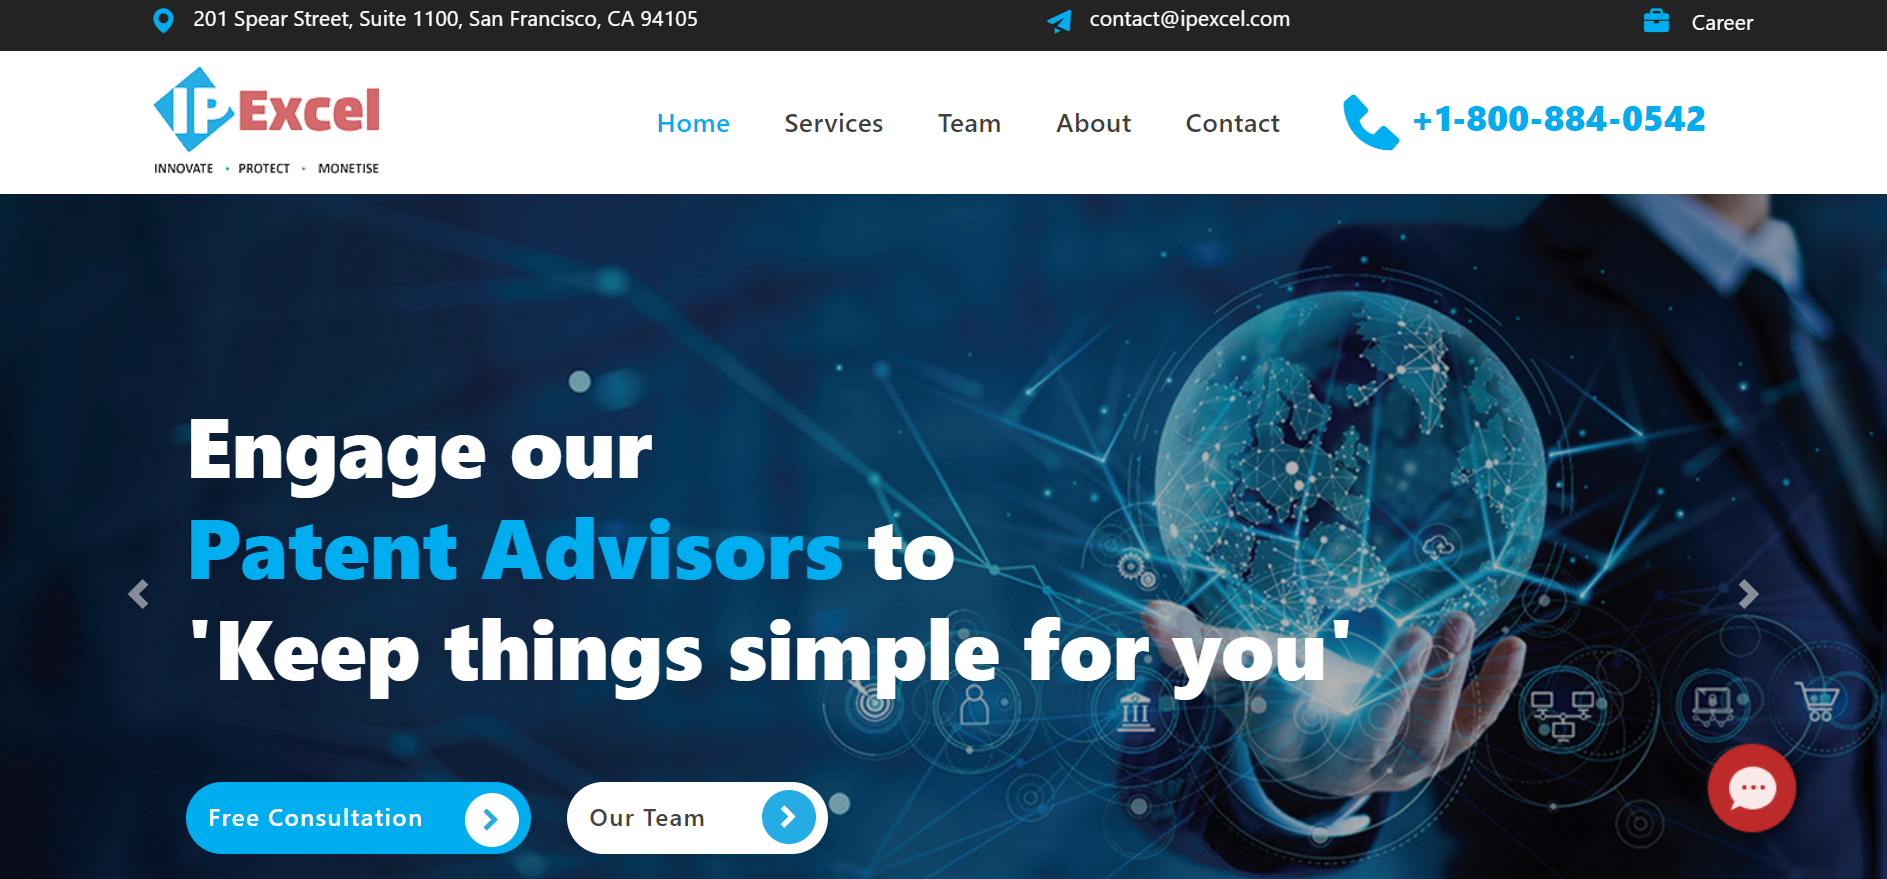 201 Spear Street, Suite 1100, San Francisco, CA 94105
contact@ipexcel.com
Career
IP Excel
INNOVATE • PROTECT • MONETISE
Home
Services
Team
About
Contact
+1-800-884-0542
Engage our
Patent Advisors to
'Keep things simple for you'
Free Consultation
Our Team